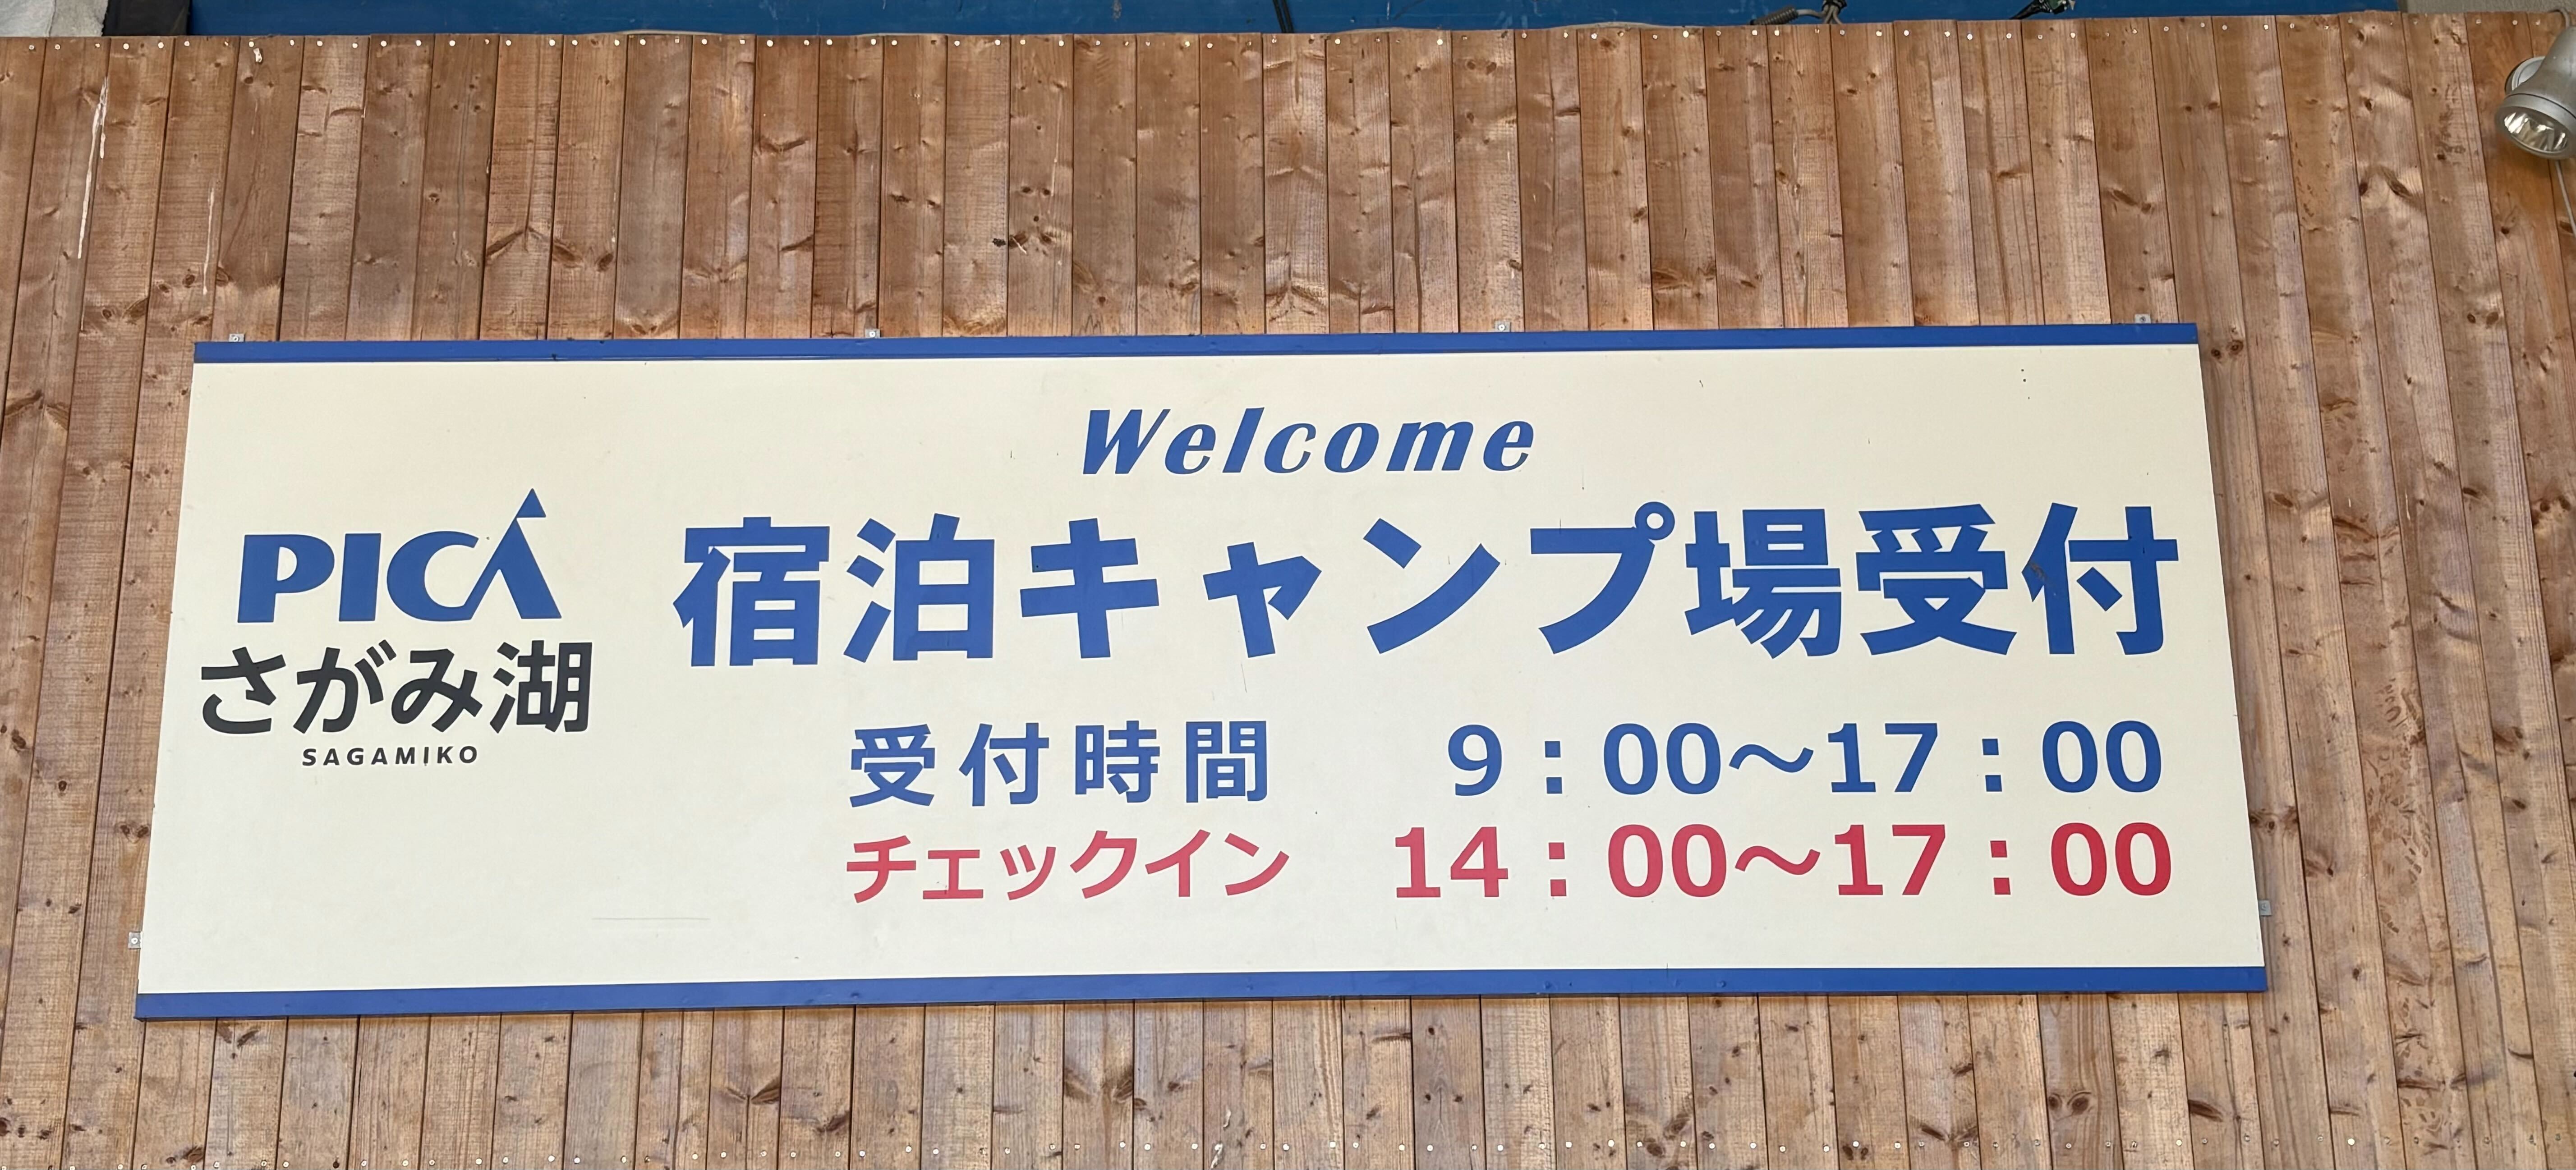 Welcome
PICA
さがみ湖
SAGAMIKO
宿泊キャンプ場受付
受付時間 9：00～17：00
チェックイン 14：00～17：00